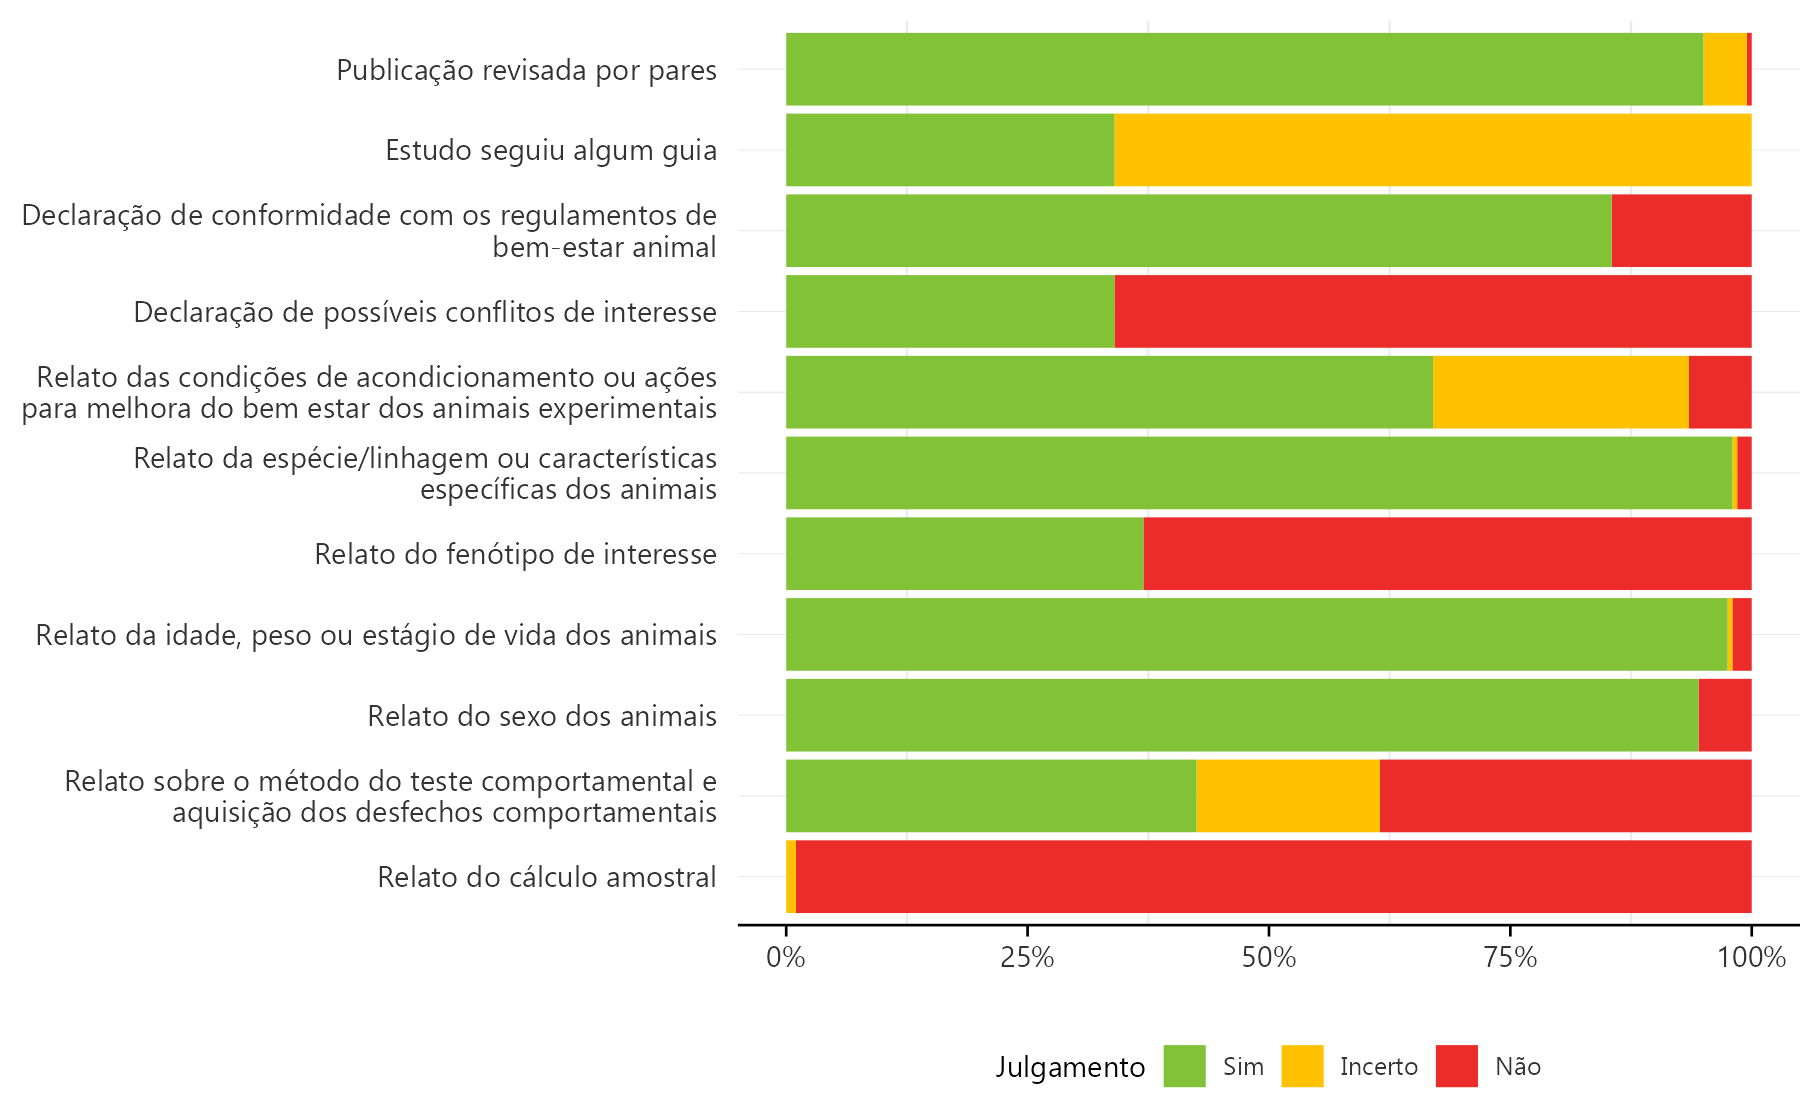 Publicação revisada por pares
Estudo seguiu algum guia
Declaração de conformidade com os regulamentos de
bem-estar animal
Declaração de possíveis conflitos de interesse
Relato das condições de acondicionamento ou ações
para melhora do bem estar dos animais experimentais
Relato da espécie/linhagem ou características
específicas dos animais
Relato do fenótipo de interesse
Relato da idade, peso ou estágio de vida dos animais
Relato do sexo dos animais
Relato sobre o método do teste comportamental e
aquisição dos desfechos comportamentais
Relato do cálculo amostral
0% 25% 50% 75% 100%
Julgamento Sim Incerto Não